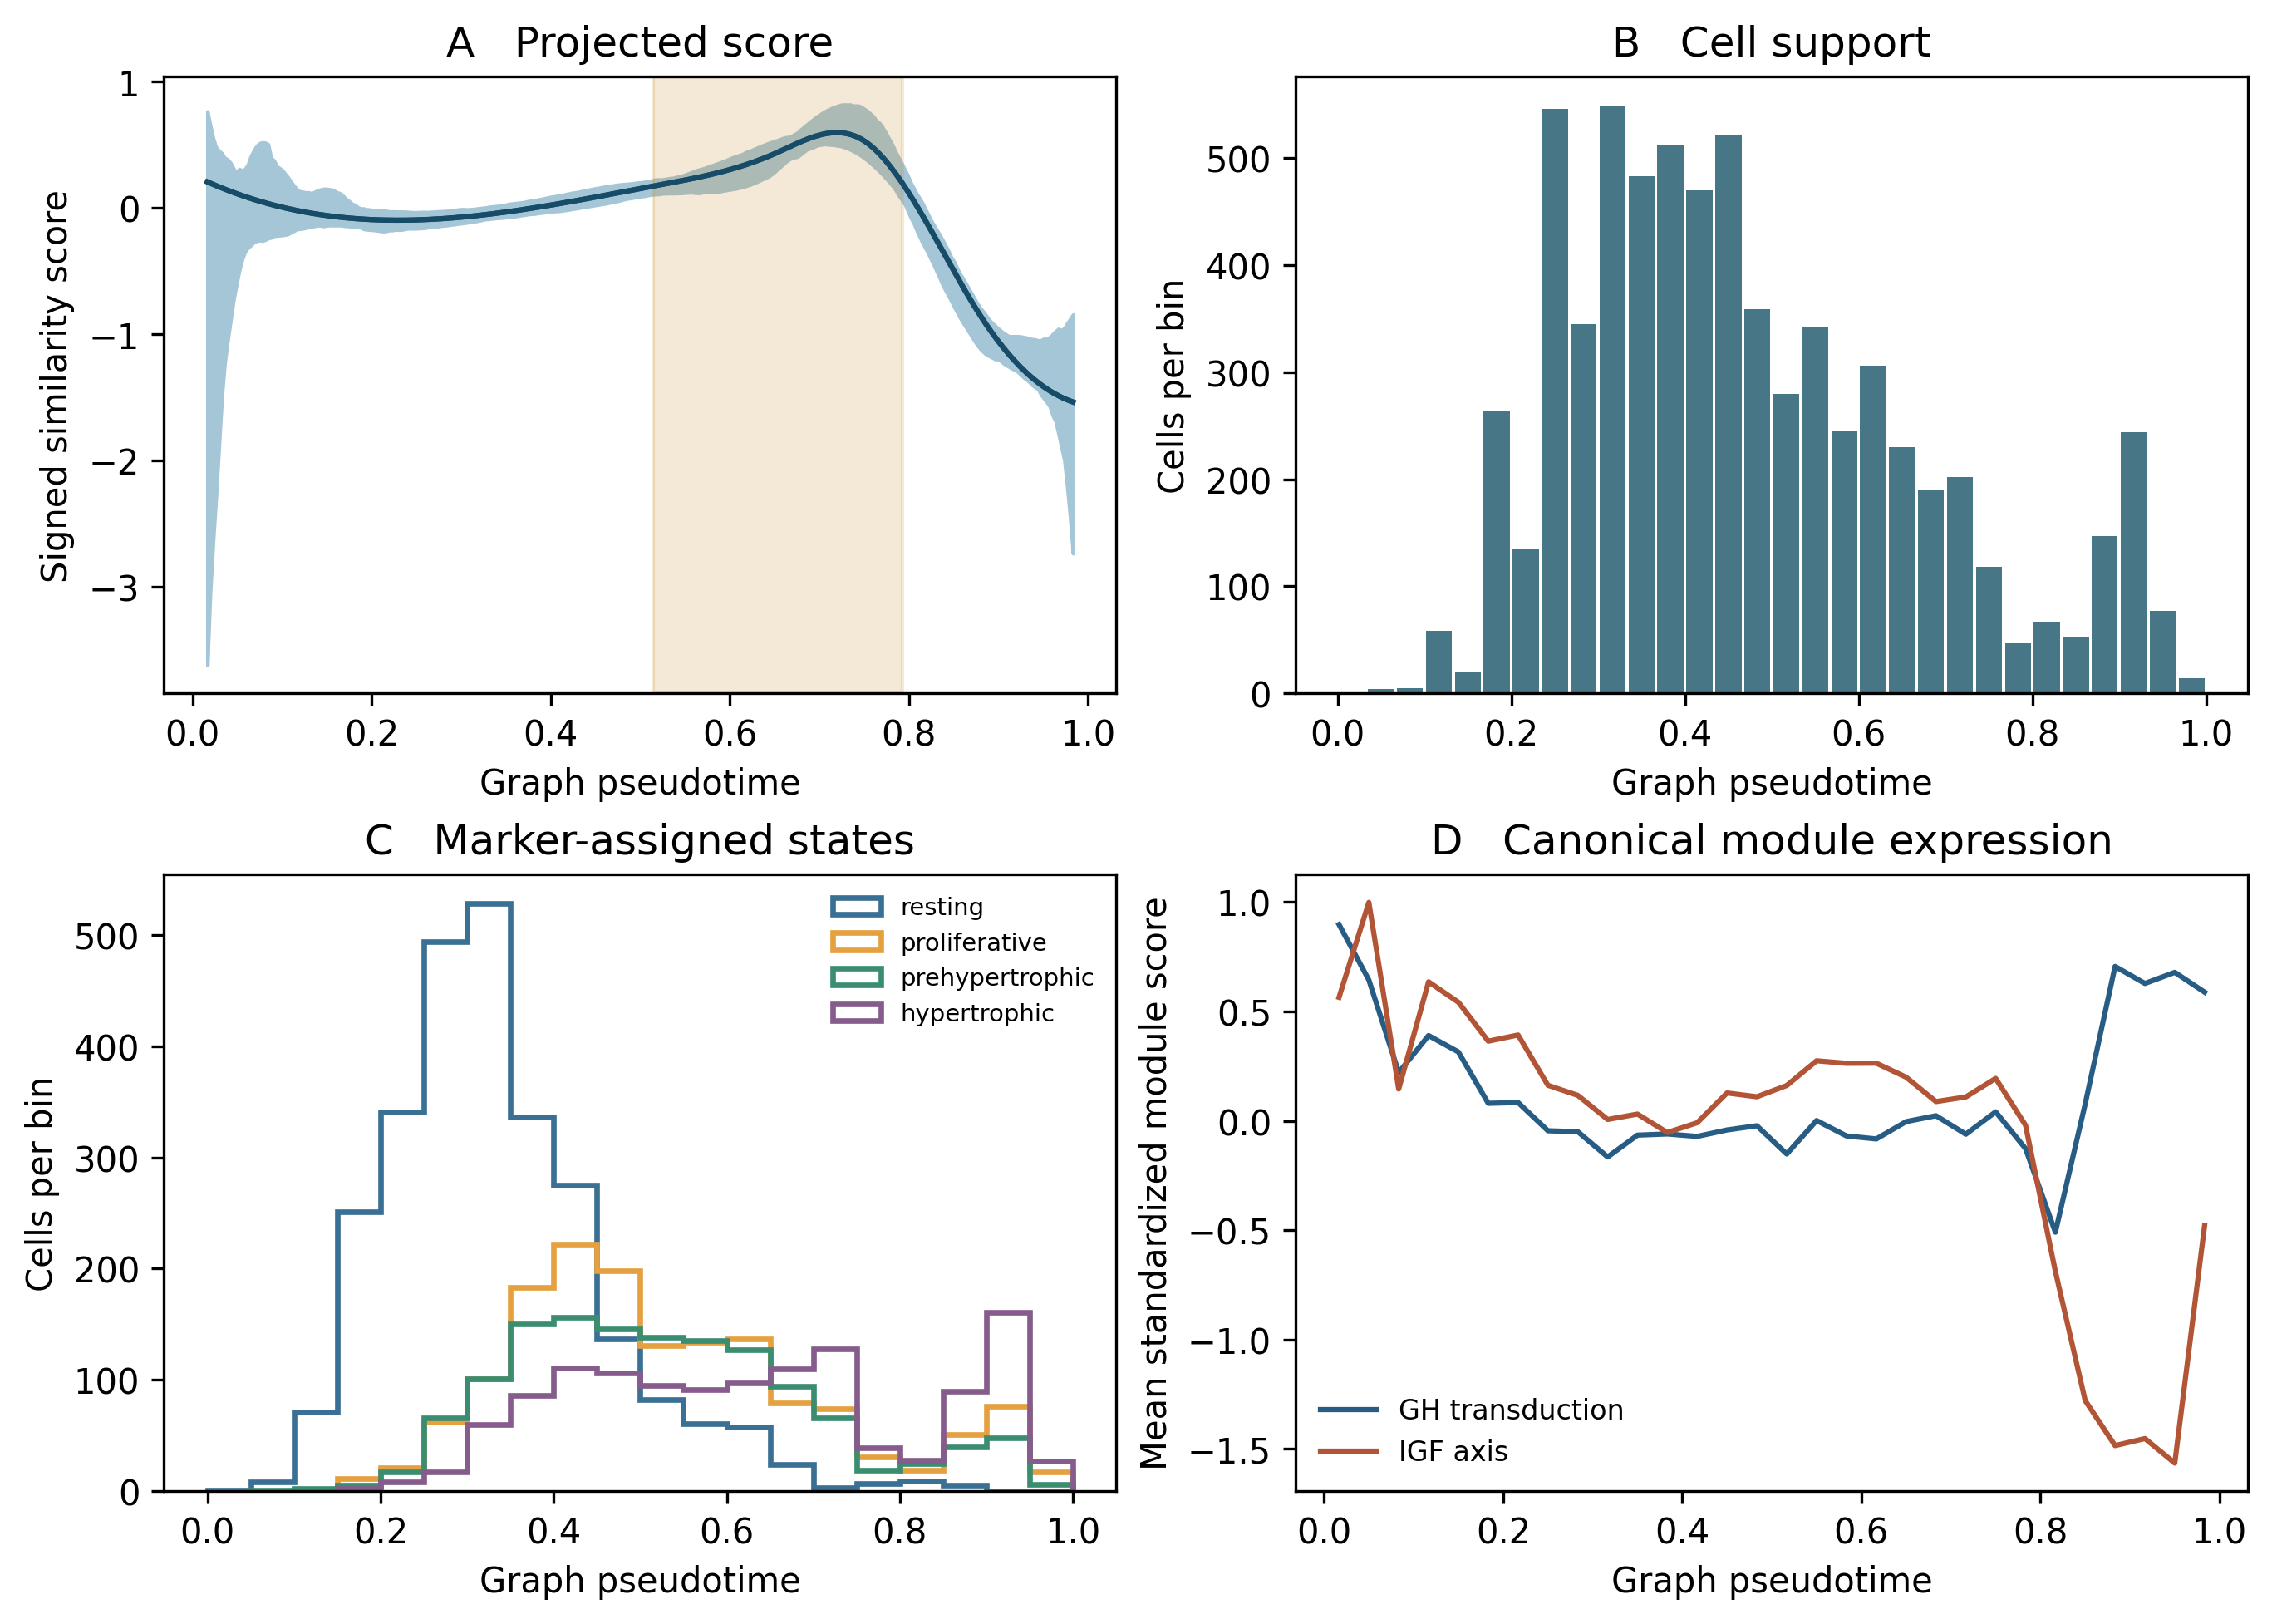 A Projected score
Signed similarity score
1
0
−1
−2
−3
0.0 0.2 0.4 0.6 0.8 1.0
Graph pseudotime
B Cell support
Cells per bin
500
400
300
200
100
0
0.0 0.2 0.4 0.6 0.8 1.0
Graph pseudotime
C Marker-assigned states
Cells per bin
500
400
300
200
100
0
resting
proliferative
prehypertrophic
hypertrophic
0.0 0.2 0.4 0.6 0.8 1.0
Graph pseudotime
D Canonical module expression
Mean standardized module score
1.0
0.5
0.0
−0.5
−1.0
−1.5
GH transduction
IGF axis
0.0 0.2 0.4 0.6 0.8 1.0
Graph pseudotime